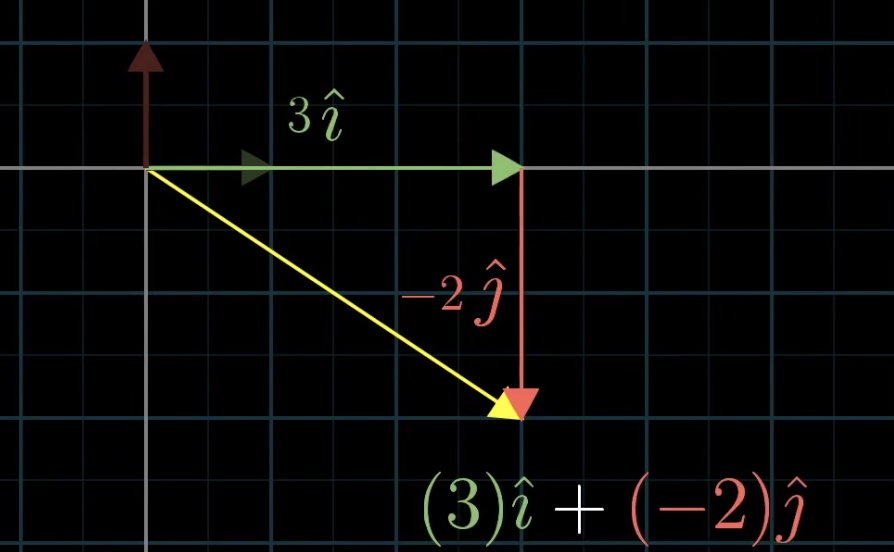 3 î
−2 ĵ
(3)î + (−2)ĵ